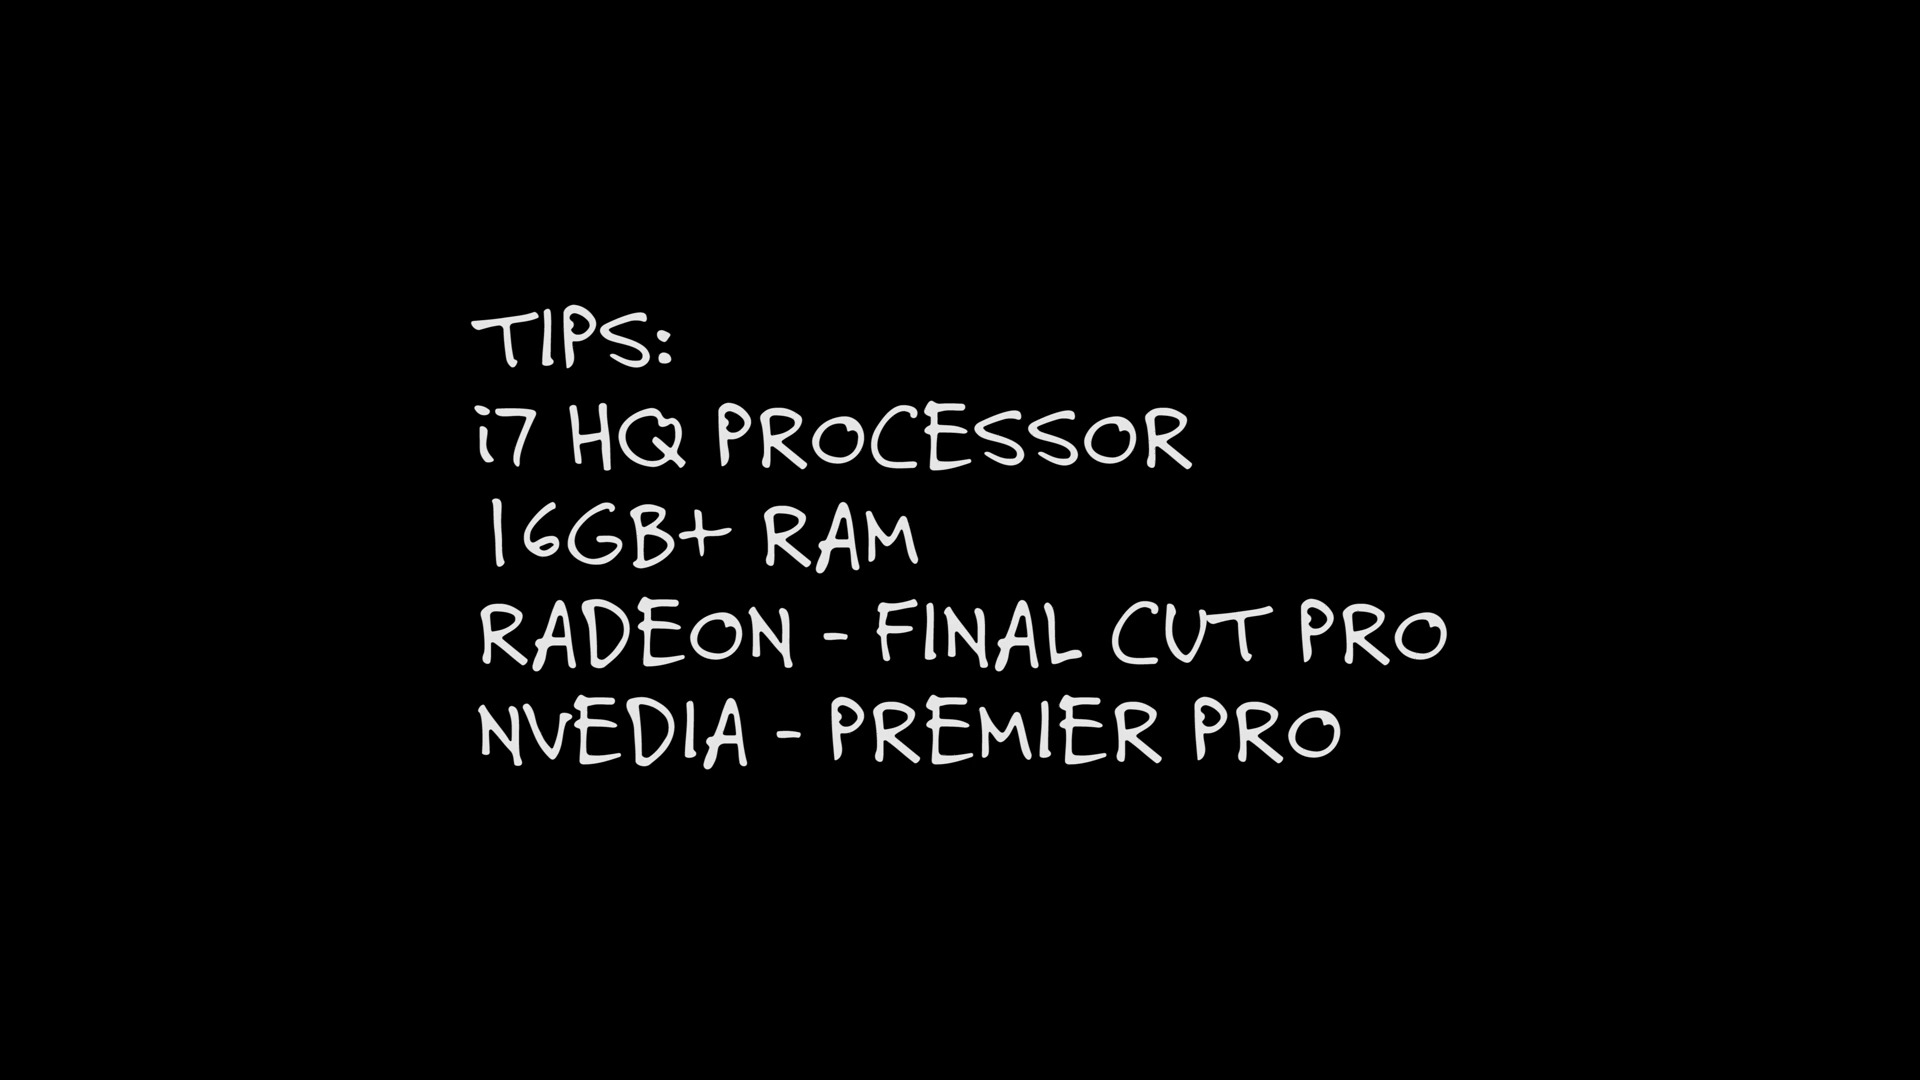 TIPS:
i7 HQ PROCESSOR
16GB+ RAM
RADEON - FINAL CUT PRO
NVEDIA - PREMIER PRO